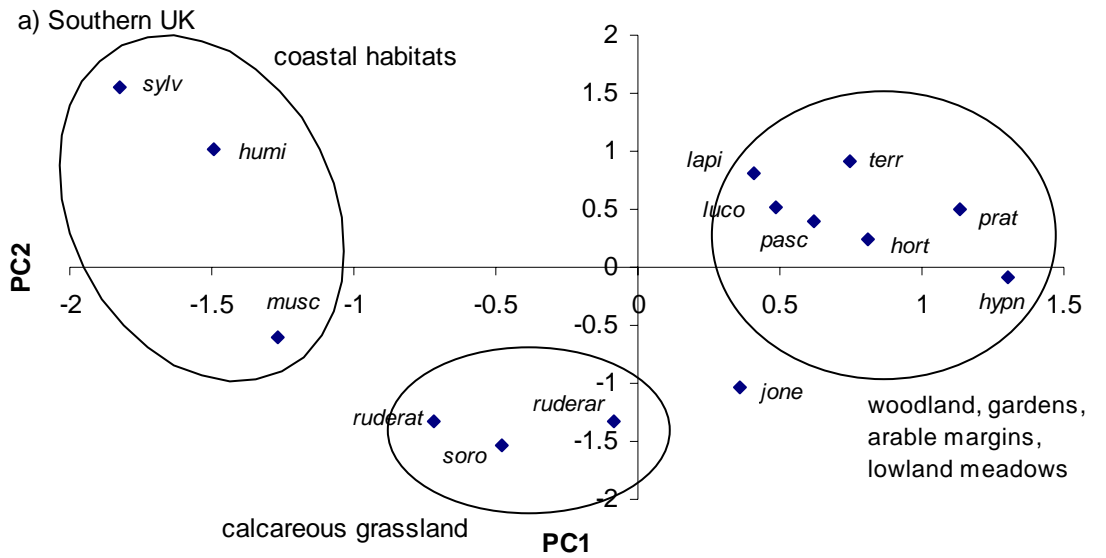 a) Southern UK
coastal habitats
sylv
humi
musc
2
1.5
1
0.5
0
-0.5
-1
-1.5
-2
-2 -1.5 -1 -0.5 0 0.5 1 1.5
PC2
lapi
terr
luco
pasc
hort
prat
hypn
jone
ruderat
ruderar
soro
woodland, gardens,
arable margins,
lowland meadows
calcareous grassland
PC1